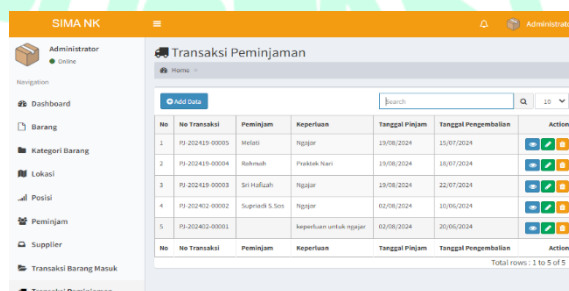 SIMA NK
Administrator
Administrator
Online
Transaksi Peminjaman
Home
Navigation
Dashboard
Barang
Kategori Barang
Lokasi
Posisi
Peminjam
Supplier
Transaksi Barang Masuk
Transaksi Peminjaman
Add Data
Search
10
No No Transaksi Peminjam Keperluan Tanggal Pinjam Tanggal Pengembalian Action
1 PJ-202419-00005 Melati Ngajar 19/08/2024 15/07/2024
2 PJ-202419-00004 Rahmah Praktek Nari 19/08/2024 18/07/2024
3 PJ-202419-00003 Sri Hafizah Ngajar 19/08/2024 22/07/2024
4 PJ-202402-00002 Supriadi S.Sos Ngajar 02/08/2024 10/06/2024
5 PJ-202402-00001 keperluan untuk ngajar 02/08/2024 20/06/2024
No No Transaksi Peminjam Keperluan Tanggal Pinjam Tanggal Pengembalian Action
Total rows : 1 to 5 of 5